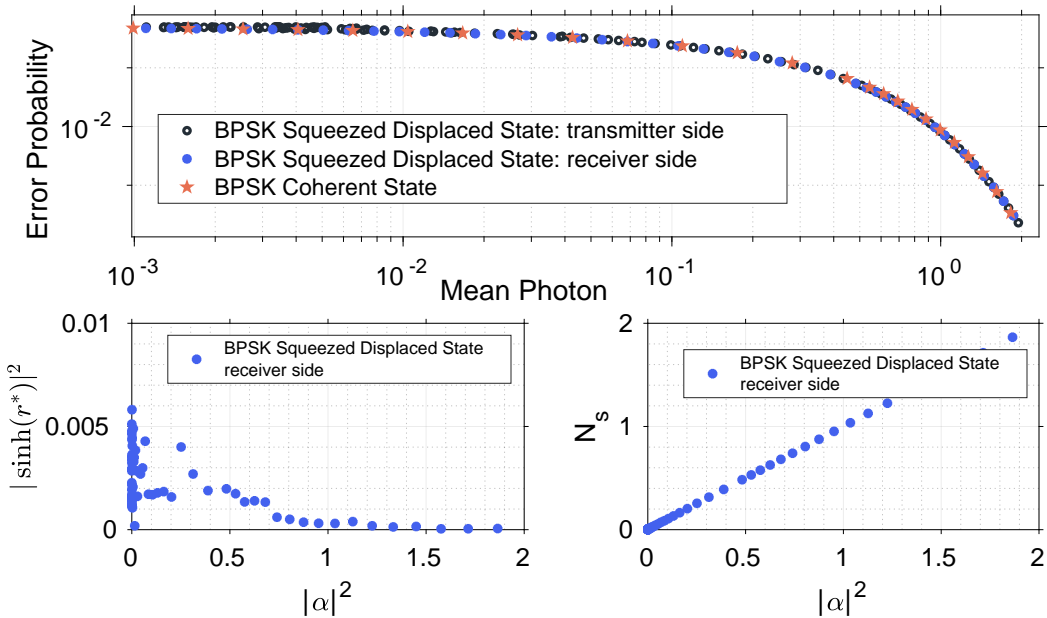 Error Probability
10^-2
BPSK Squeezed Displaced State: transmitter side
BPSK Squeezed Displaced State: receiver side
BPSK Coherent State
10^-3 10^-2 10^-1 10^0
Mean Photon
|sinh(r*)|^2
0.01
0.005
0
BPSK Squeezed Displaced State
receiver side
0 0.5 1 1.5 2
|α|^2
N_s
2
1
0
BPSK Squeezed Displaced State
receiver side
0 0.5 1 1.5 2
|α|^2